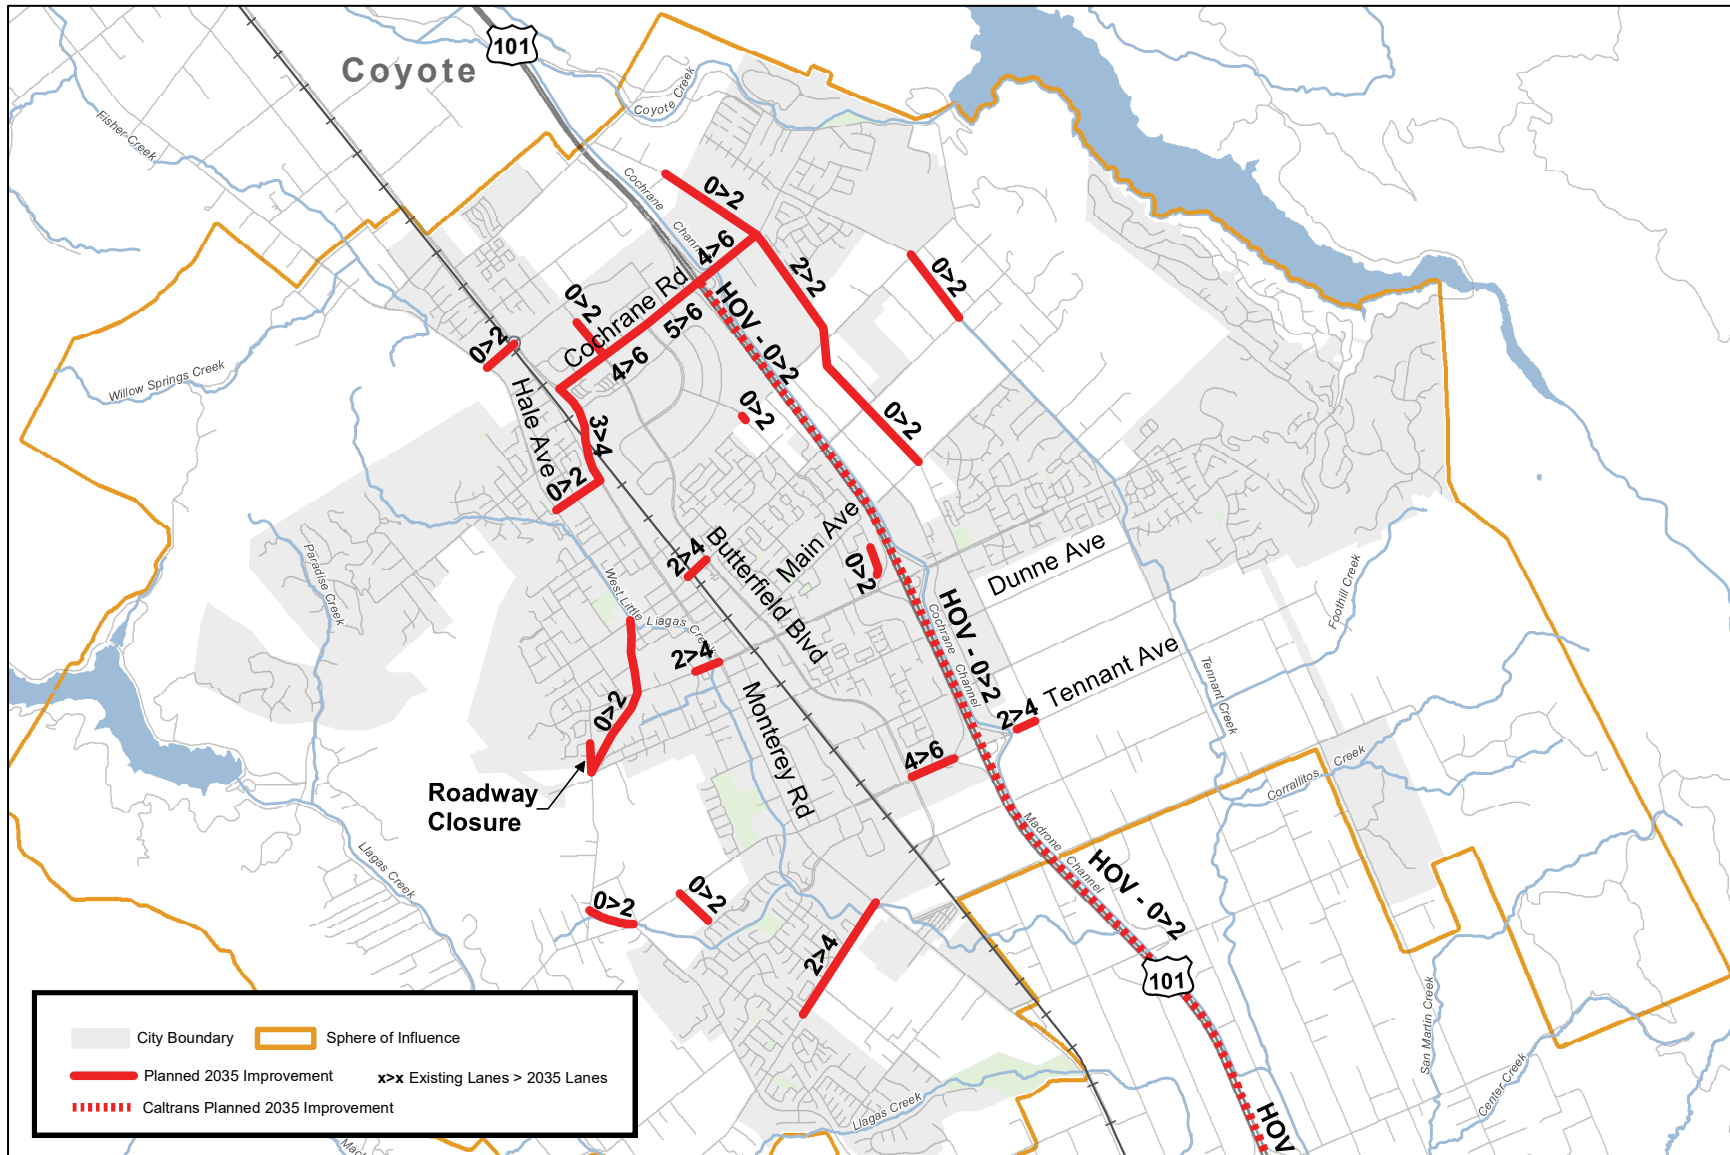 101
Coyote
Coyote Creek
Fisher Creek
Cochrane
Channel
0>2
4>6
2>2
0>2
HOV - 0>2
0>2
Cochrane Rd
5>6
4>6
0>2
Willow Springs Creek
Hale Ave
3>4
0>2
0>2
0>2
Main Ave
Butterfield Blvd
2>4
0>2
Dunne Ave
HOV - 0>2
Cochrane Channel
Foothill Creek
Paradise Creek
West Little
Llagas Creek
2>4
0>2
Monterey Rd
Tennant Ave
2>4
Tennant Creek
4>6
Corralitos Creek
Roadway
Closure
Madrone Channel
HOV - 0>2
Llagas Creek
0>2
0>2
2>4
101
San Martin Creek
Center Creek
Llagas Creek
HOV
City Boundary
Sphere of Influence
Planned 2035 Improvement
x>x Existing Lanes > 2035 Lanes
Caltrans Planned 2035 Improvement